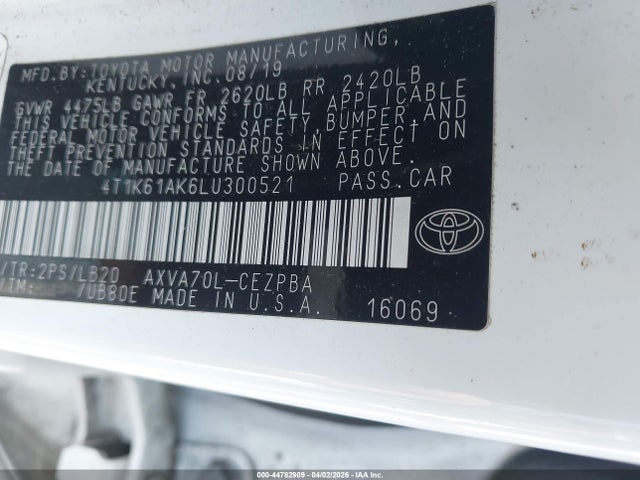 MFD.BY:TOYOTA MOTOR MANUFACTURING,
KENTUCKY, INC. 08/19
GVWR 4475LB GAWR FR 2620LB RR 2420LB
THIS VEHICLE CONFORMS TO ALL APPLICABLE
FEDERAL MOTOR VEHICLE SAFETY, BUMPER, AND
THEFT PREVENTION STANDARDS IN EFFECT ON
THE DATE OF MANUFACTURE SHOWN ABOVE.
4T1K61AK6LU300521 PASS.CAR
/TR:2PS/LB20 AXVA70L-CEZPBA
/TM: 7UB80E MADE IN U.S.A. 16069
000-44782909 04/02/2026 IAA Inc.